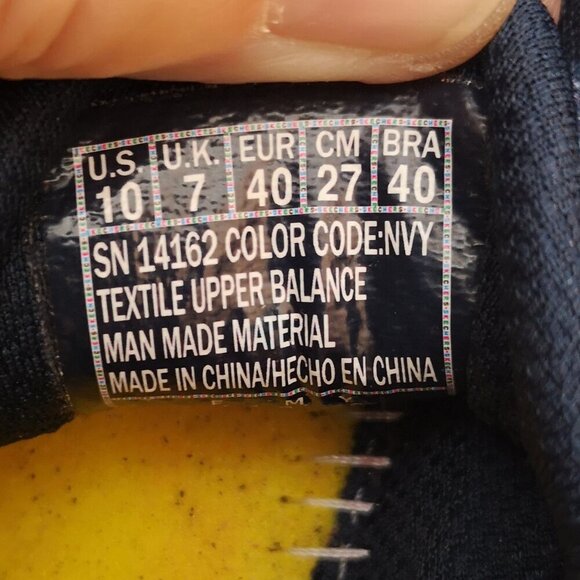 U.S. U.K. EUR CM BRA
10 7 40 27 40
SN 14162 COLOR CODE:NVY
TEXTILE UPPER BALANCE
MAN MADE MATERIAL
MADE IN CHINA/HECHO EN CHINA